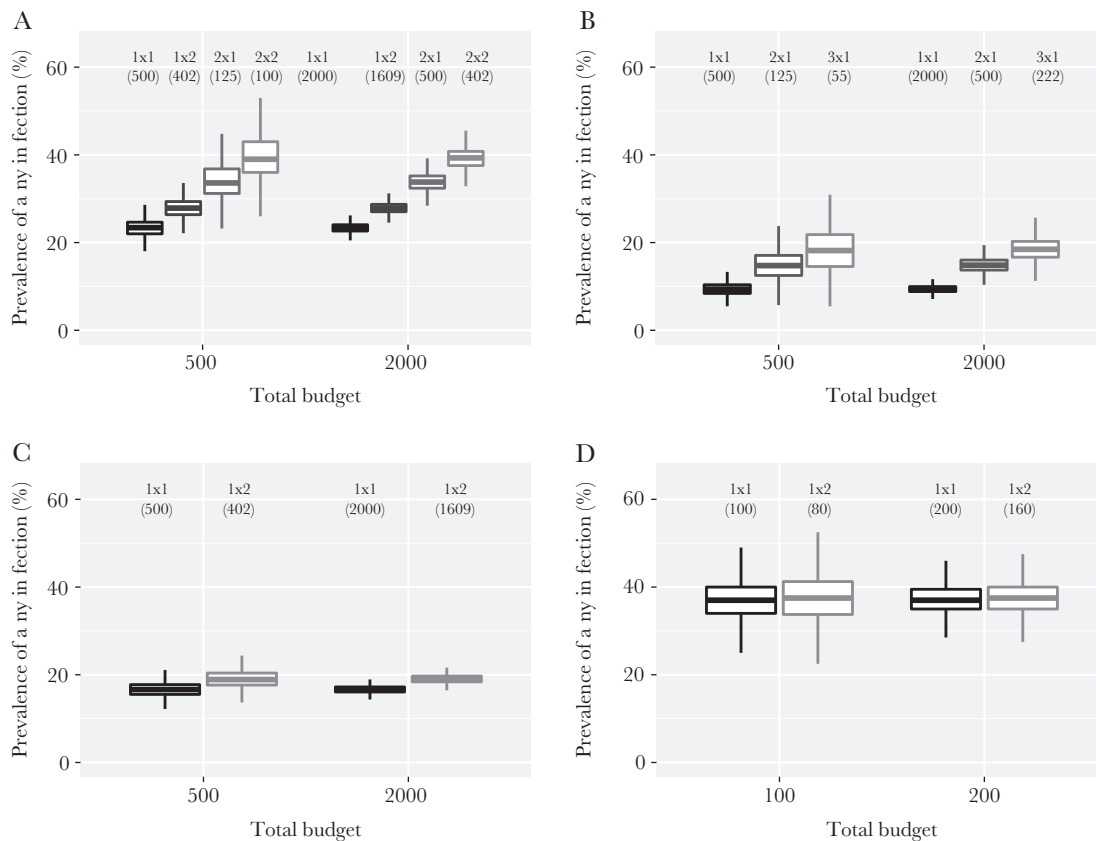 A
Prevalence of a ny in fection (%)
60
40
20
0
1x1 1x2 2x1 2x2 1x1 1x2 2x1 2x2
(500) (402) (125) (100) (2000) (1609) (500) (402)
500 2000
Total budget
B
Prevalence of a ny in fection (%)
60
40
20
0
1x1 2x1 3x1 1x1 2x1 3x1
(500) (125) (55) (2000) (500) (222)
500 2000
Total budget
C
Prevalence of a ny in fection (%)
60
40
20
0
1x1 1x2 1x1 1x2
(500) (402) (2000) (1609)
500 2000
Total budget
D
Prevalence of a ny in fection (%)
60
40
20
0
1x1 1x2 1x1 1x2
(100) (80) (200) (160)
100 200
Total budget